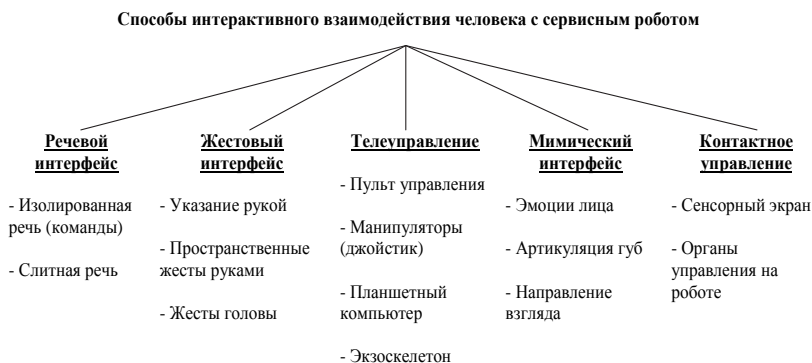 Способы интерактивного взаимодействия человека с сервисным роботом
Речевой
интерфейс
- Изолированная
речь (команды)
- Слитная речь
Жестовый
интерфейс
- Указание рукой
- Пространственные
жесты руками
- Жесты головы
Телеуправление
- Пульт управления
- Манипуляторы
(джойстик)
- Планшетный
компьютер
- Экзоскелетон
Мимический
интерфейс
- Эмоции лица
- Артикуляция губ
- Направление
взгляда
Контактное
управление
- Сенсорный экран
- Органы
управления на
роботе